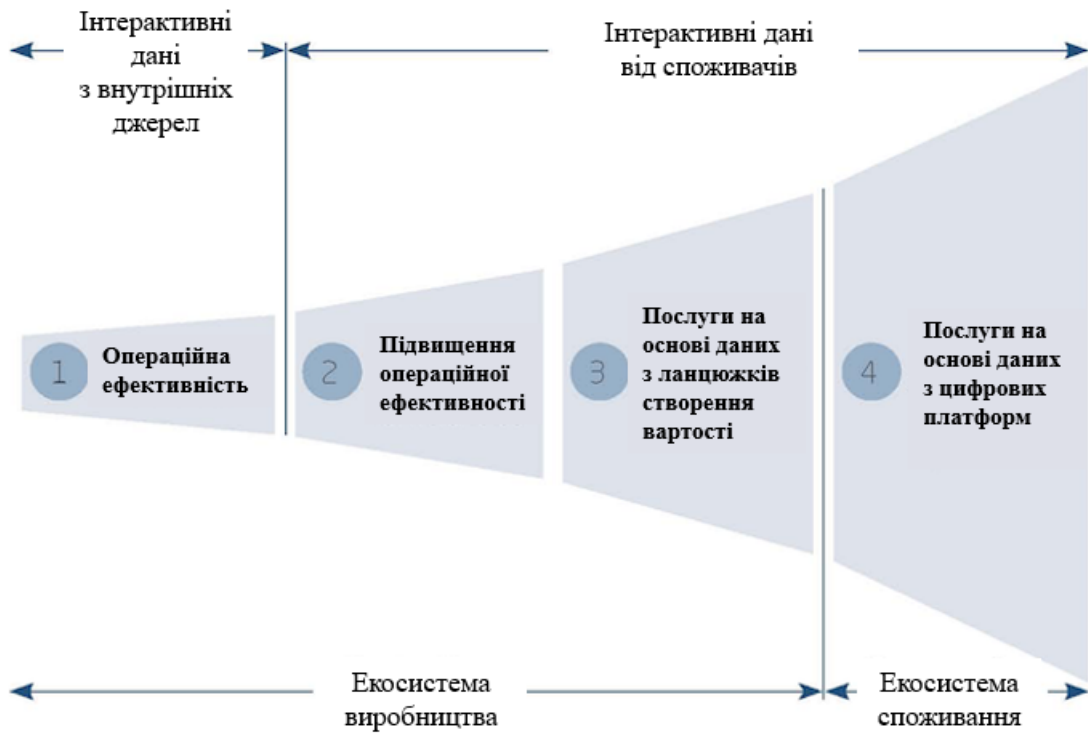 Інтерактивні
дані
з внутрішніх
джерел
Інтерактивні дані
від споживачів
1
Операційна
ефективність
2
Підвищення
операційної
ефективності
3
Послуги на
основі даних
з ланцюжків
створення
вартості
4
Послуги на
основі даних
з цифрових
платформ
Екосистема
виробництва
Екосистема
споживання